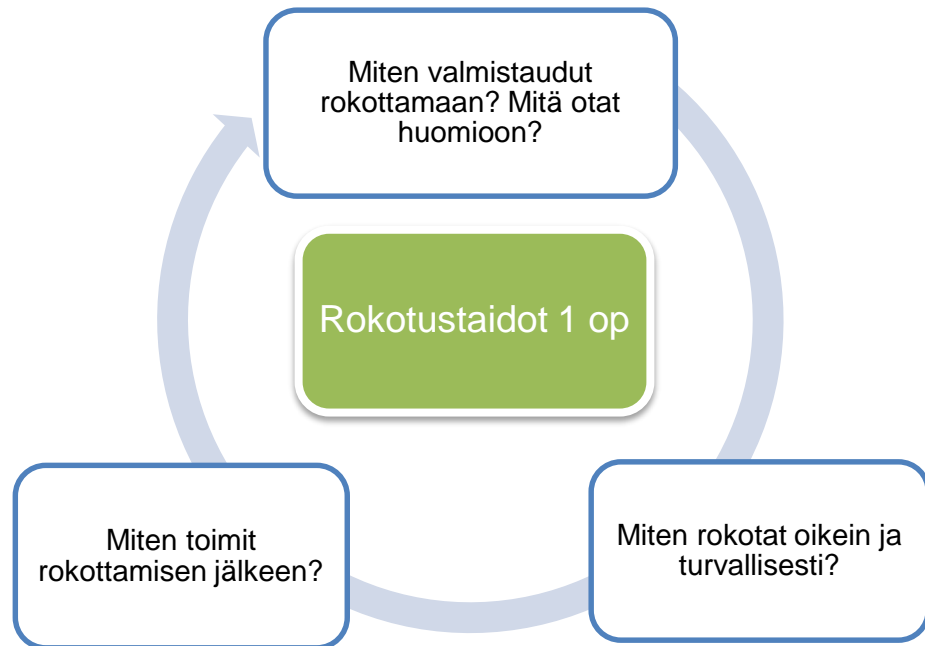 Miten valmistaudut
rokottamaan? Mitä otat
huomioon?
Rokotustaidot 1 op
Miten toimit
rokottamisen jälkeen?
Miten rokotat oikein ja
turvallisesti?